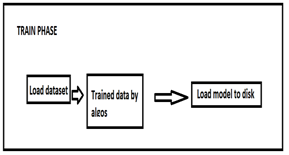 TRAIN PHASE
Load dataset
Trained data by
algos
Load model to disk